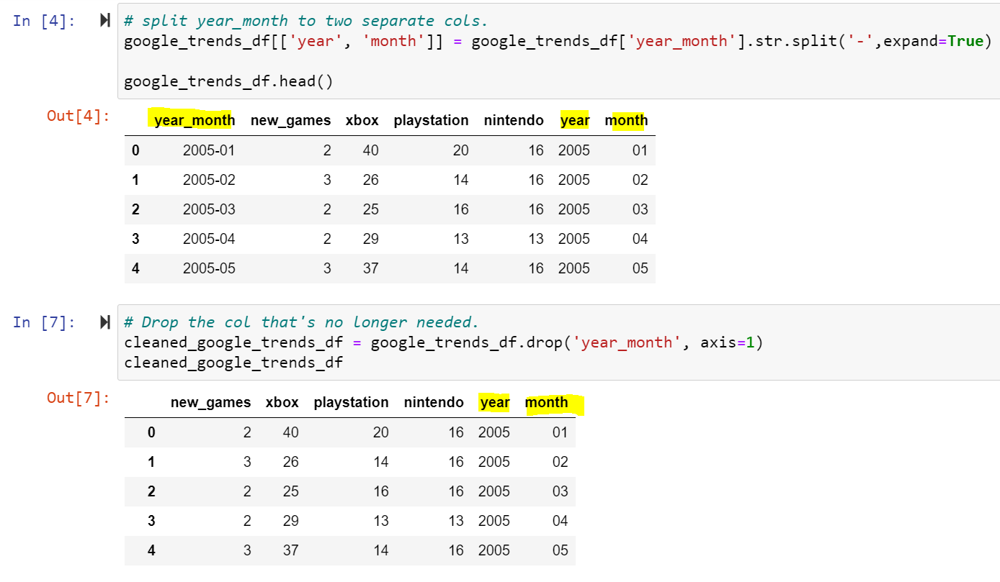 In [4]: # split year_month to two separate cols.
google_trends_df[['year', 'month']] = google_trends_df['year_month'].str.split('-',expand=True)
google_trends_df.head()
Out[4]:
year_month new_games xbox playstation nintendo year month
0 2005-01 2 40 20 16 2005 01
1 2005-02 3 26 14 16 2005 02
2 2005-03 2 25 16 16 2005 03
3 2005-04 2 29 13 13 2005 04
4 2005-05 3 37 14 16 2005 05
In [7]: # Drop the col that's no longer needed.
cleaned_google_trends_df = google_trends_df.drop('year_month', axis=1)
cleaned_google_trends_df
Out[7]:
new_games xbox playstation nintendo year month
0 2 40 20 16 2005 01
1 3 26 14 16 2005 02
2 2 25 16 16 2005 03
3 2 29 13 13 2005 04
4 3 37 14 16 2005 05